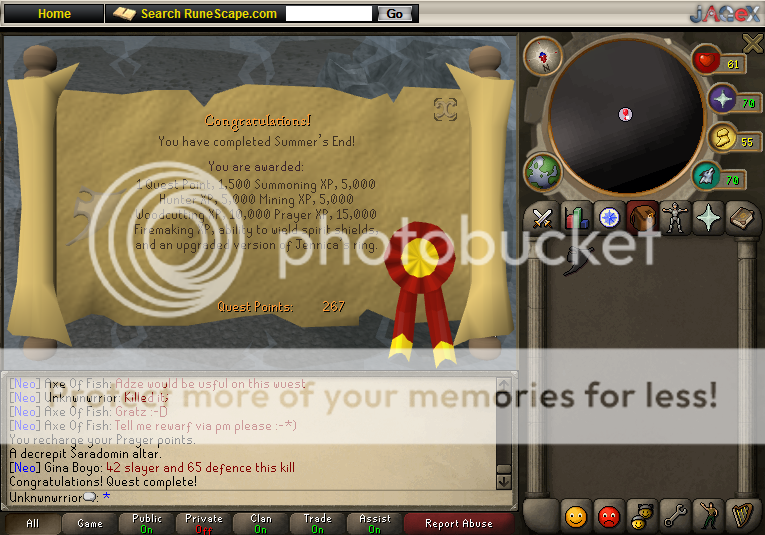 Home
Search RuneScape.com
Go
JAGeX
Congratulations!
You have completed Summer's End!
You are awarded:
1 Quest Point, 1,500 Summoning XP, 5,000
Hunter XP, 5,000 Mining XP, 5,000
Woodcutting XP, 10,000 Prayer XP, 15,000
Firemaking XP, ability to wield spirit shields,
and an upgraded version of Jennica's ring.
Quest Points: 267
61
70
55
70
photobucket
Protect more of your memories for less!
[Neo] Axe Of Fish: Adze would be usful on this wuest
[Neo] Unknwnwrrior: Killed it
[Neo] Axe Of Fish: Gratz :-D
[Neo] Axe Of Fish: Tell me rewarf via pm please :-*)
You recharge your Prayer points.
A decrepit Saradomin altar.
[Neo] Gina Boyo: 42 slayer and 65 defence this kill
Congratulations! Quest complete!
Unknwnwrrior: *
All
Game
Public
On
Private
Off
Clan
On
Trade
On
Assist
On
Report Abuse